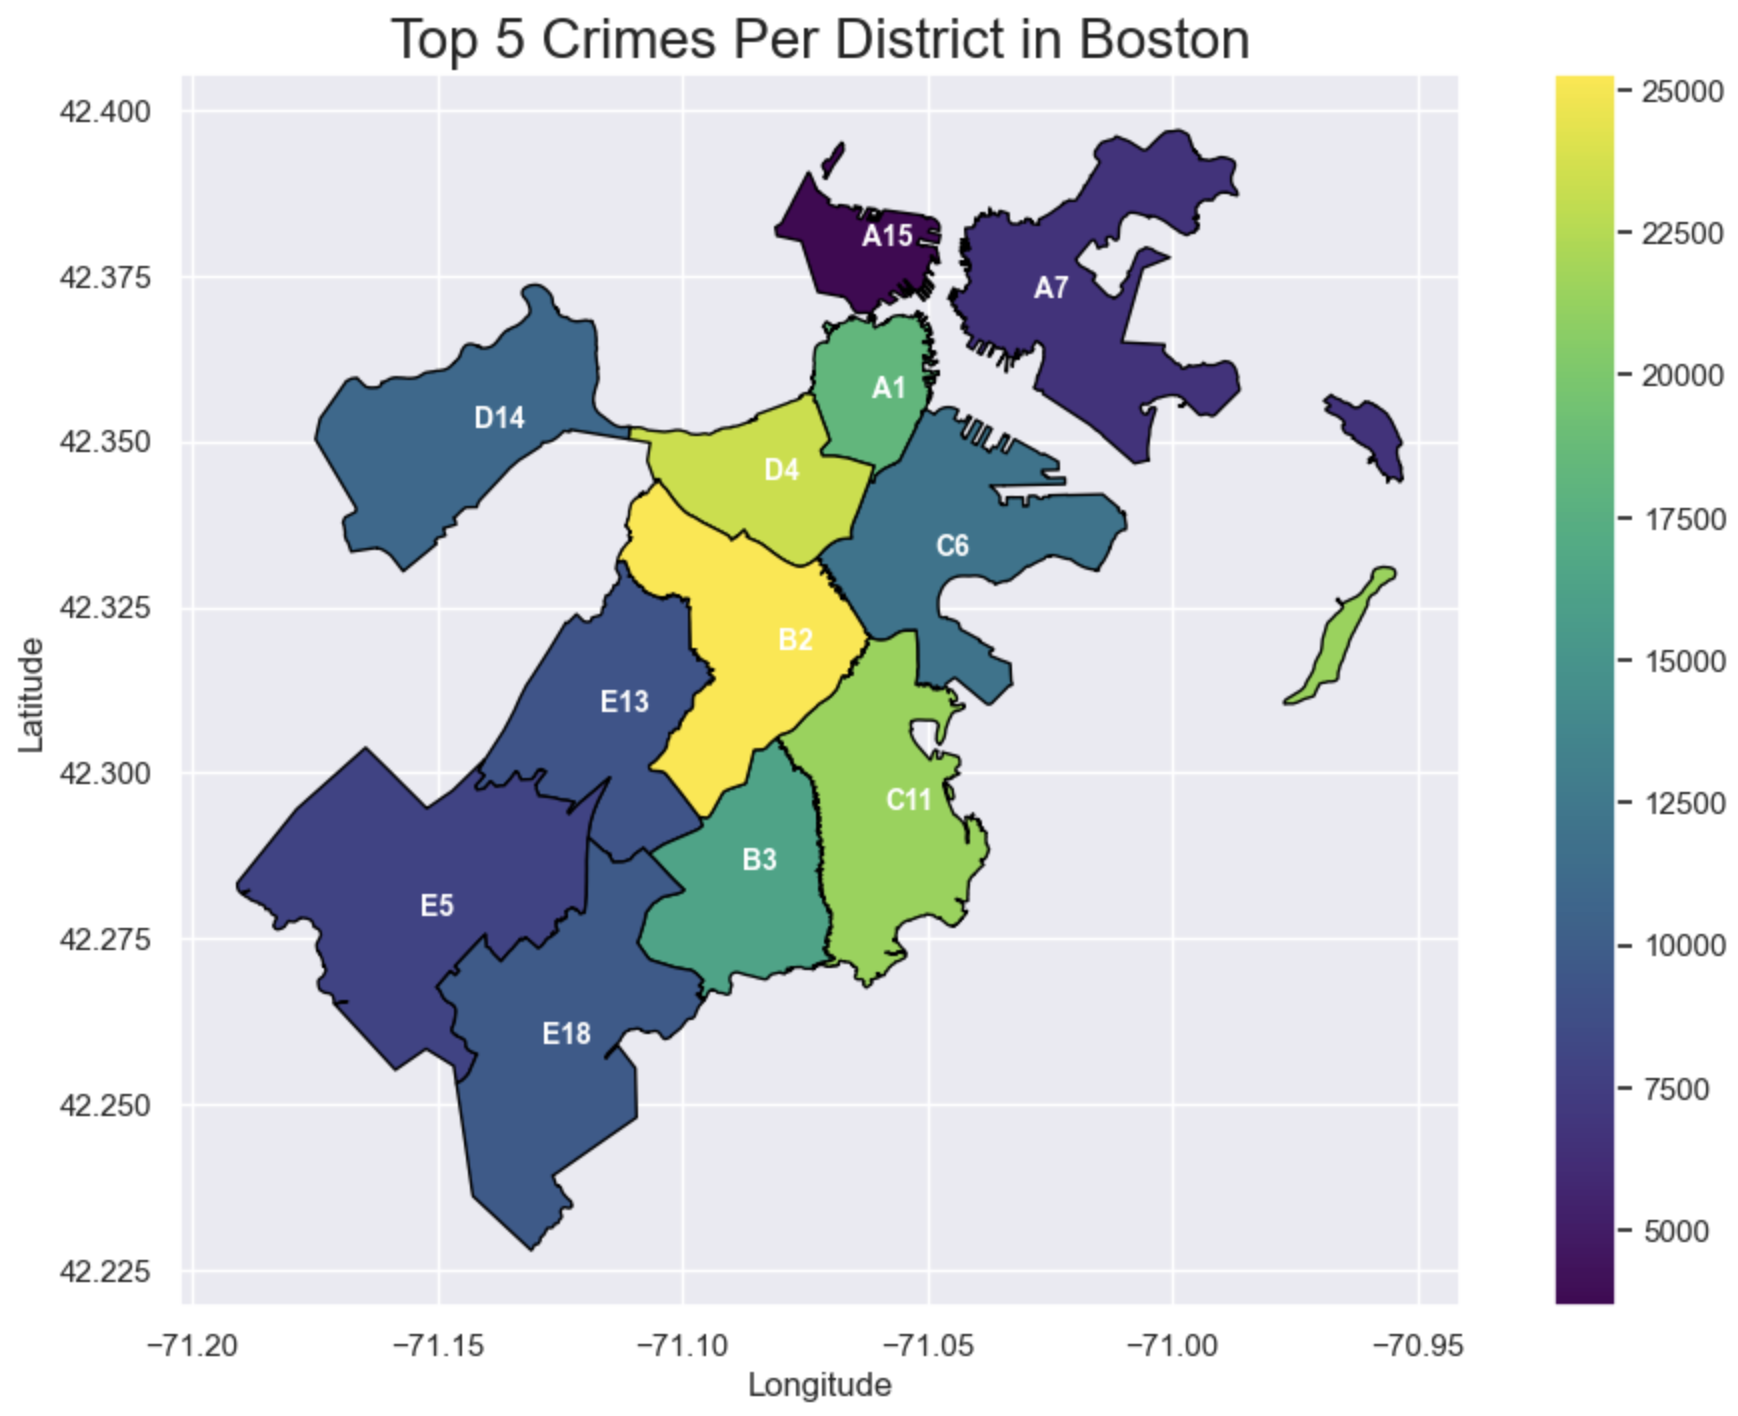 Top 5 Crimes Per District in Boston
42.400
42.375
42.350
42.325
42.300
42.275
42.250
42.225
Latitude
A15
A7
A1
D14
D4
C6
B2
E13
C11
B3
E5
E18
−71.20 −71.15 −71.10 −71.05 −71.00 −70.95
Longitude
25000
22500
20000
17500
15000
12500
10000
7500
5000